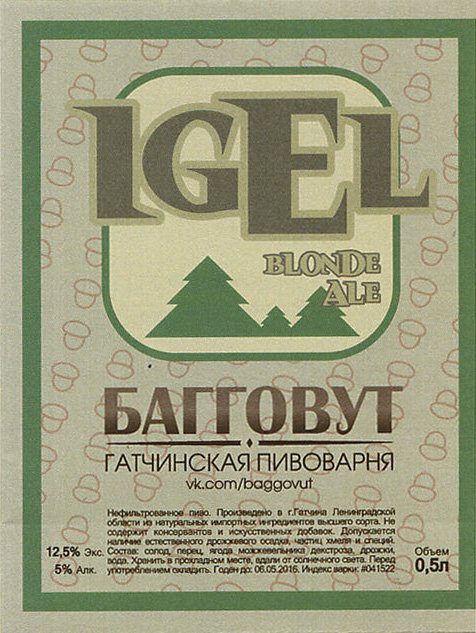 IGEL
BLONDE
ALE
БАГГОВУТ
ГАТЧИНСКАЯ ПИВОВАРНЯ
vk.com/baggovut
Нефильтрованное пиво. Произведено в г.Гатчина Ленинградской
области из натуральных импортных ингредиентов высшего сорта. Не
содержит консервантов и искусственных добавок. Допускается
наличие естественного дрожжевого осадка, частиц хмеля и специй.
Состав: солод, перец, ягода можжевельника декстроза, дрожжи,
вода. Хранить в прохладном месте, вдали от солнечного света. Перед
употреблением охладить. Годен до: 06.05.2016. Индекс варки: #041522
12,5% Экс.
5% Алк.
Объем
0,5л